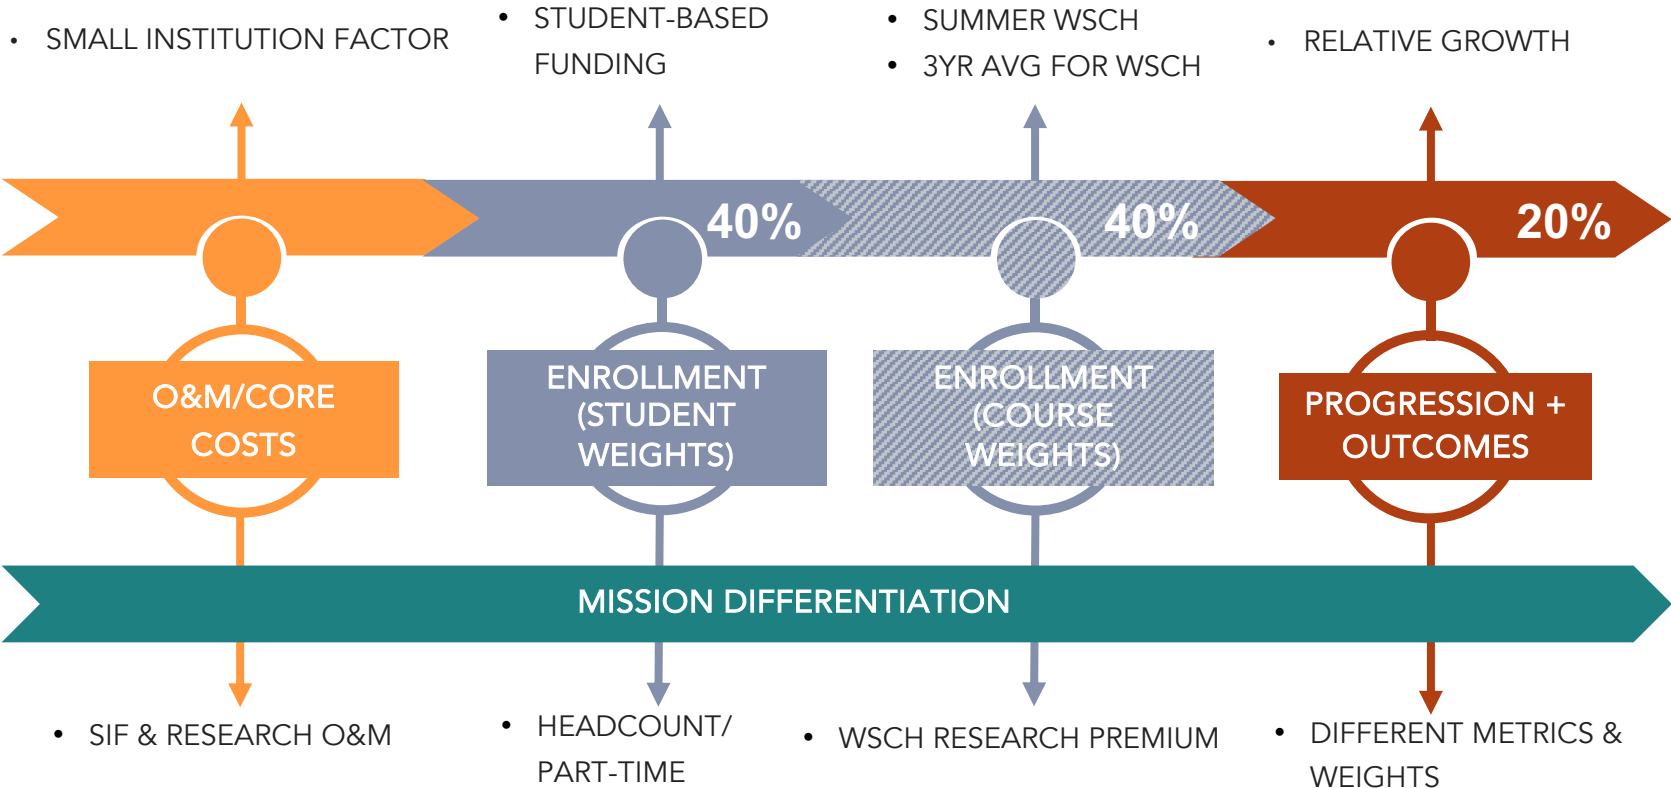 • SMALL INSTITUTION FACTOR
• STUDENT-BASED
FUNDING
• SUMMER WSCH
• 3YR AVG FOR WSCH
• RELATIVE GROWTH
40%
40%
20%
O&M/CORE
COSTS
ENROLLMENT
(STUDENT
WEIGHTS)
ENROLLMENT
(COURSE
WEIGHTS)
PROGRESSION +
OUTCOMES
MISSION DIFFERENTIATION
• SIF & RESEARCH O&M
• HEADCOUNT/
PART-TIME
• WSCH RESEARCH PREMIUM
• DIFFERENT METRICS &
WEIGHTS